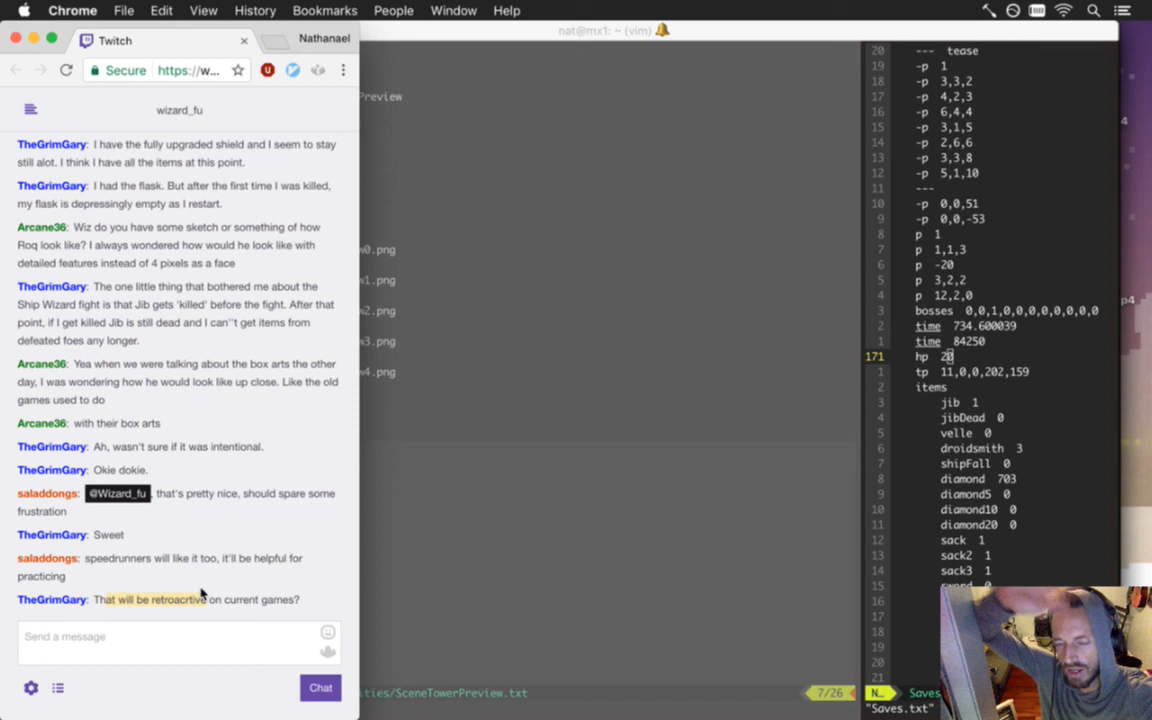 Chrome File Edit View History Bookmarks People Window Help
Twitch
Nathanael
nat@mx1: ~ (vim)
Secure https://w...
wizard_fu
TheGrimGary: I have the fully upgraded shield and I seem to stay
still alot. I think I have all the items at this point.
TheGrimGary: I had the flask. But after the first time I was killed,
my flask is depressingly empty as I restart.
Arcane36: Wiz do you have some sketch or something of how
Roq look like? I always wondered how would he look like with
detailed features instead of 4 pixels as a face
TheGrimGary: The one little thing that bothered me about the
Ship Wizard fight is that Jib gets 'killed' before the fight. After that
point, if I get killed Jib is still dead and I can''t get items from
defeated foes any longer.
Arcane36: Yea when we were talking about the box arts the other
day, I was wondering how he would look like up close. Like the old
games used to do
Arcane36: with their box arts
TheGrimGary: Ah, wasn't sure if it was intentional.
TheGrimGary: Okie dokie.
saladdongs: @Wizard_fu, that's pretty nice, should spare some
frustration
TheGrimGary: Sweet
saladdongs: speedrunners will like it too, it'll be helpful for
practicing
TheGrimGary: That will be retroacrtive on current games?
Send a message
Chat
Preview
w0.png
w1.png
w2.png
w3.png
w4.png
ities/SceneTowerPreview.txt 7/26
20 --- tease
19 -p 1
18 -p 3,3,2
17 -p 4,2,3
16 -p 6,4,4
15 -p 3,1,5
14 -p 2,6,6
13 -p 3,3,8
12 -p 5,1,10
11 ---
10 -p 0,0,51
9 -p 0,0,-53
8 p 1
7 p 1,1,3
6 p -20
5 p 3,2,2
4 p 12,2,0
3 bosses 0,0,1,0,0,0,0,0,0,0,0
2 time 734.600039
1 time 84250
171 hp 20
1 tp 11,0,0,202,159
2 items
3 jib 1
4 jibDead 0
5 velle 0
6 droidsmith 3
7 shipFall 0
8 diamond 703
9 diamond5 0
10 diamond10 0
11 diamond20 0
12 sack 1
13 sack2 1
14 sack3 1
15
16
17
18
19
20
21
N... Saves
"Saves.txt"
4
p4